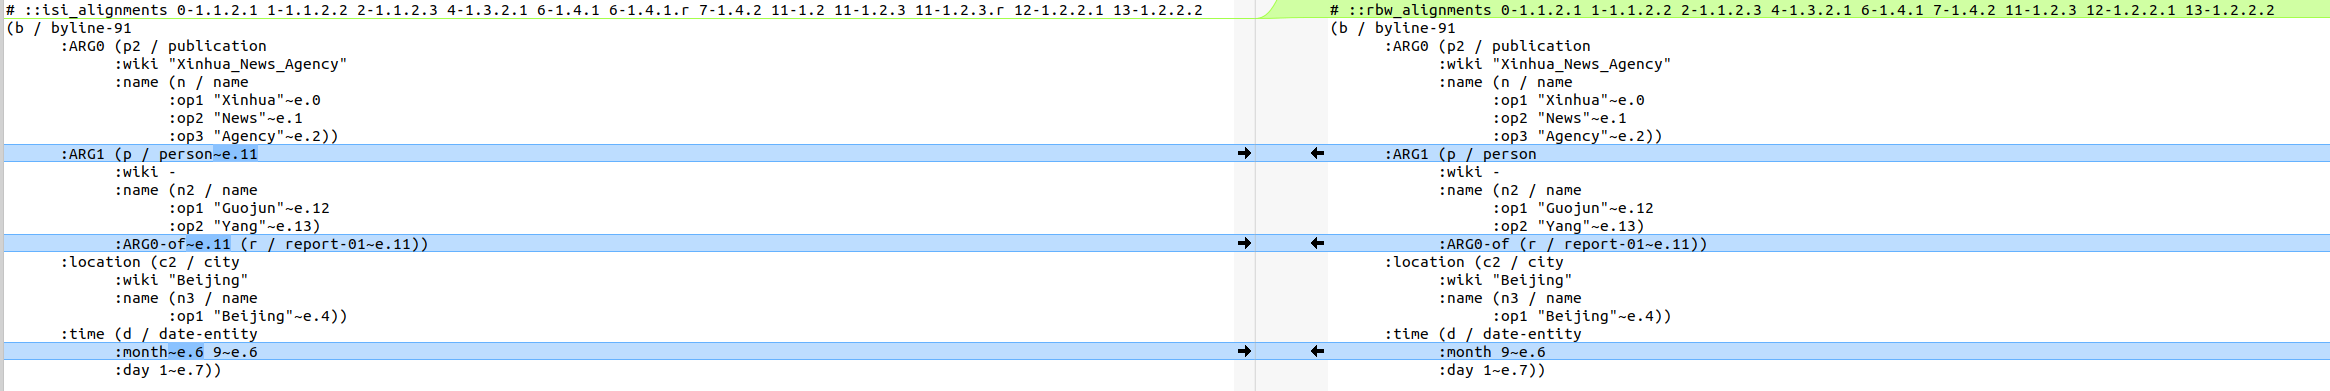 # ::isi_alignments 0-1.1.2.1 1-1.1.2.2 2-1.1.2.3 4-1.3.2.1 6-1.4.1 6-1.4.1.r 7-1.4.2 11-1.2 11-1.2.3 11-1.2.3.r 12-1.2.2.1 13-1.2.2.2
(b / byline-91
      :ARG0 (p2 / publication
            :wiki "Xinhua_News_Agency"
            :name (n / name
                  :op1 "Xinhua"~e.0
                  :op2 "News"~e.1
                  :op3 "Agency"~e.2))
      :ARG1 (p / person~e.11
            :wiki -
            :name (n2 / name
                  :op1 "Guojun"~e.12
                  :op2 "Yang"~e.13)
            :ARG0-of~e.11 (r / report-01~e.11))
      :location (c2 / city
            :wiki "Beijing"
            :name (n3 / name
                  :op1 "Beijing"~e.4))
      :time (d / date-entity
            :month~e.6 9~e.6
            :day 1~e.7))
# ::rbw_alignments 0-1.1.2.1 1-1.1.2.2 2-1.1.2.3 4-1.3.2.1 6-1.4.1 7-1.4.2 11-1.2.3 12-1.2.2.1 13-1.2.2.2
(b / byline-91
      :ARG0 (p2 / publication
            :wiki "Xinhua_News_Agency"
            :name (n / name
                  :op1 "Xinhua"~e.0
                  :op2 "News"~e.1
                  :op3 "Agency"~e.2))
      :ARG1 (p / person
            :wiki -
            :name (n2 / name
                  :op1 "Guojun"~e.12
                  :op2 "Yang"~e.13)
            :ARG0-of (r / report-01~e.11))
      :location (c2 / city
            :wiki "Beijing"
            :name (n3 / name
                  :op1 "Beijing"~e.4))
      :time (d / date-entity
            :month 9~e.6
            :day 1~e.7))